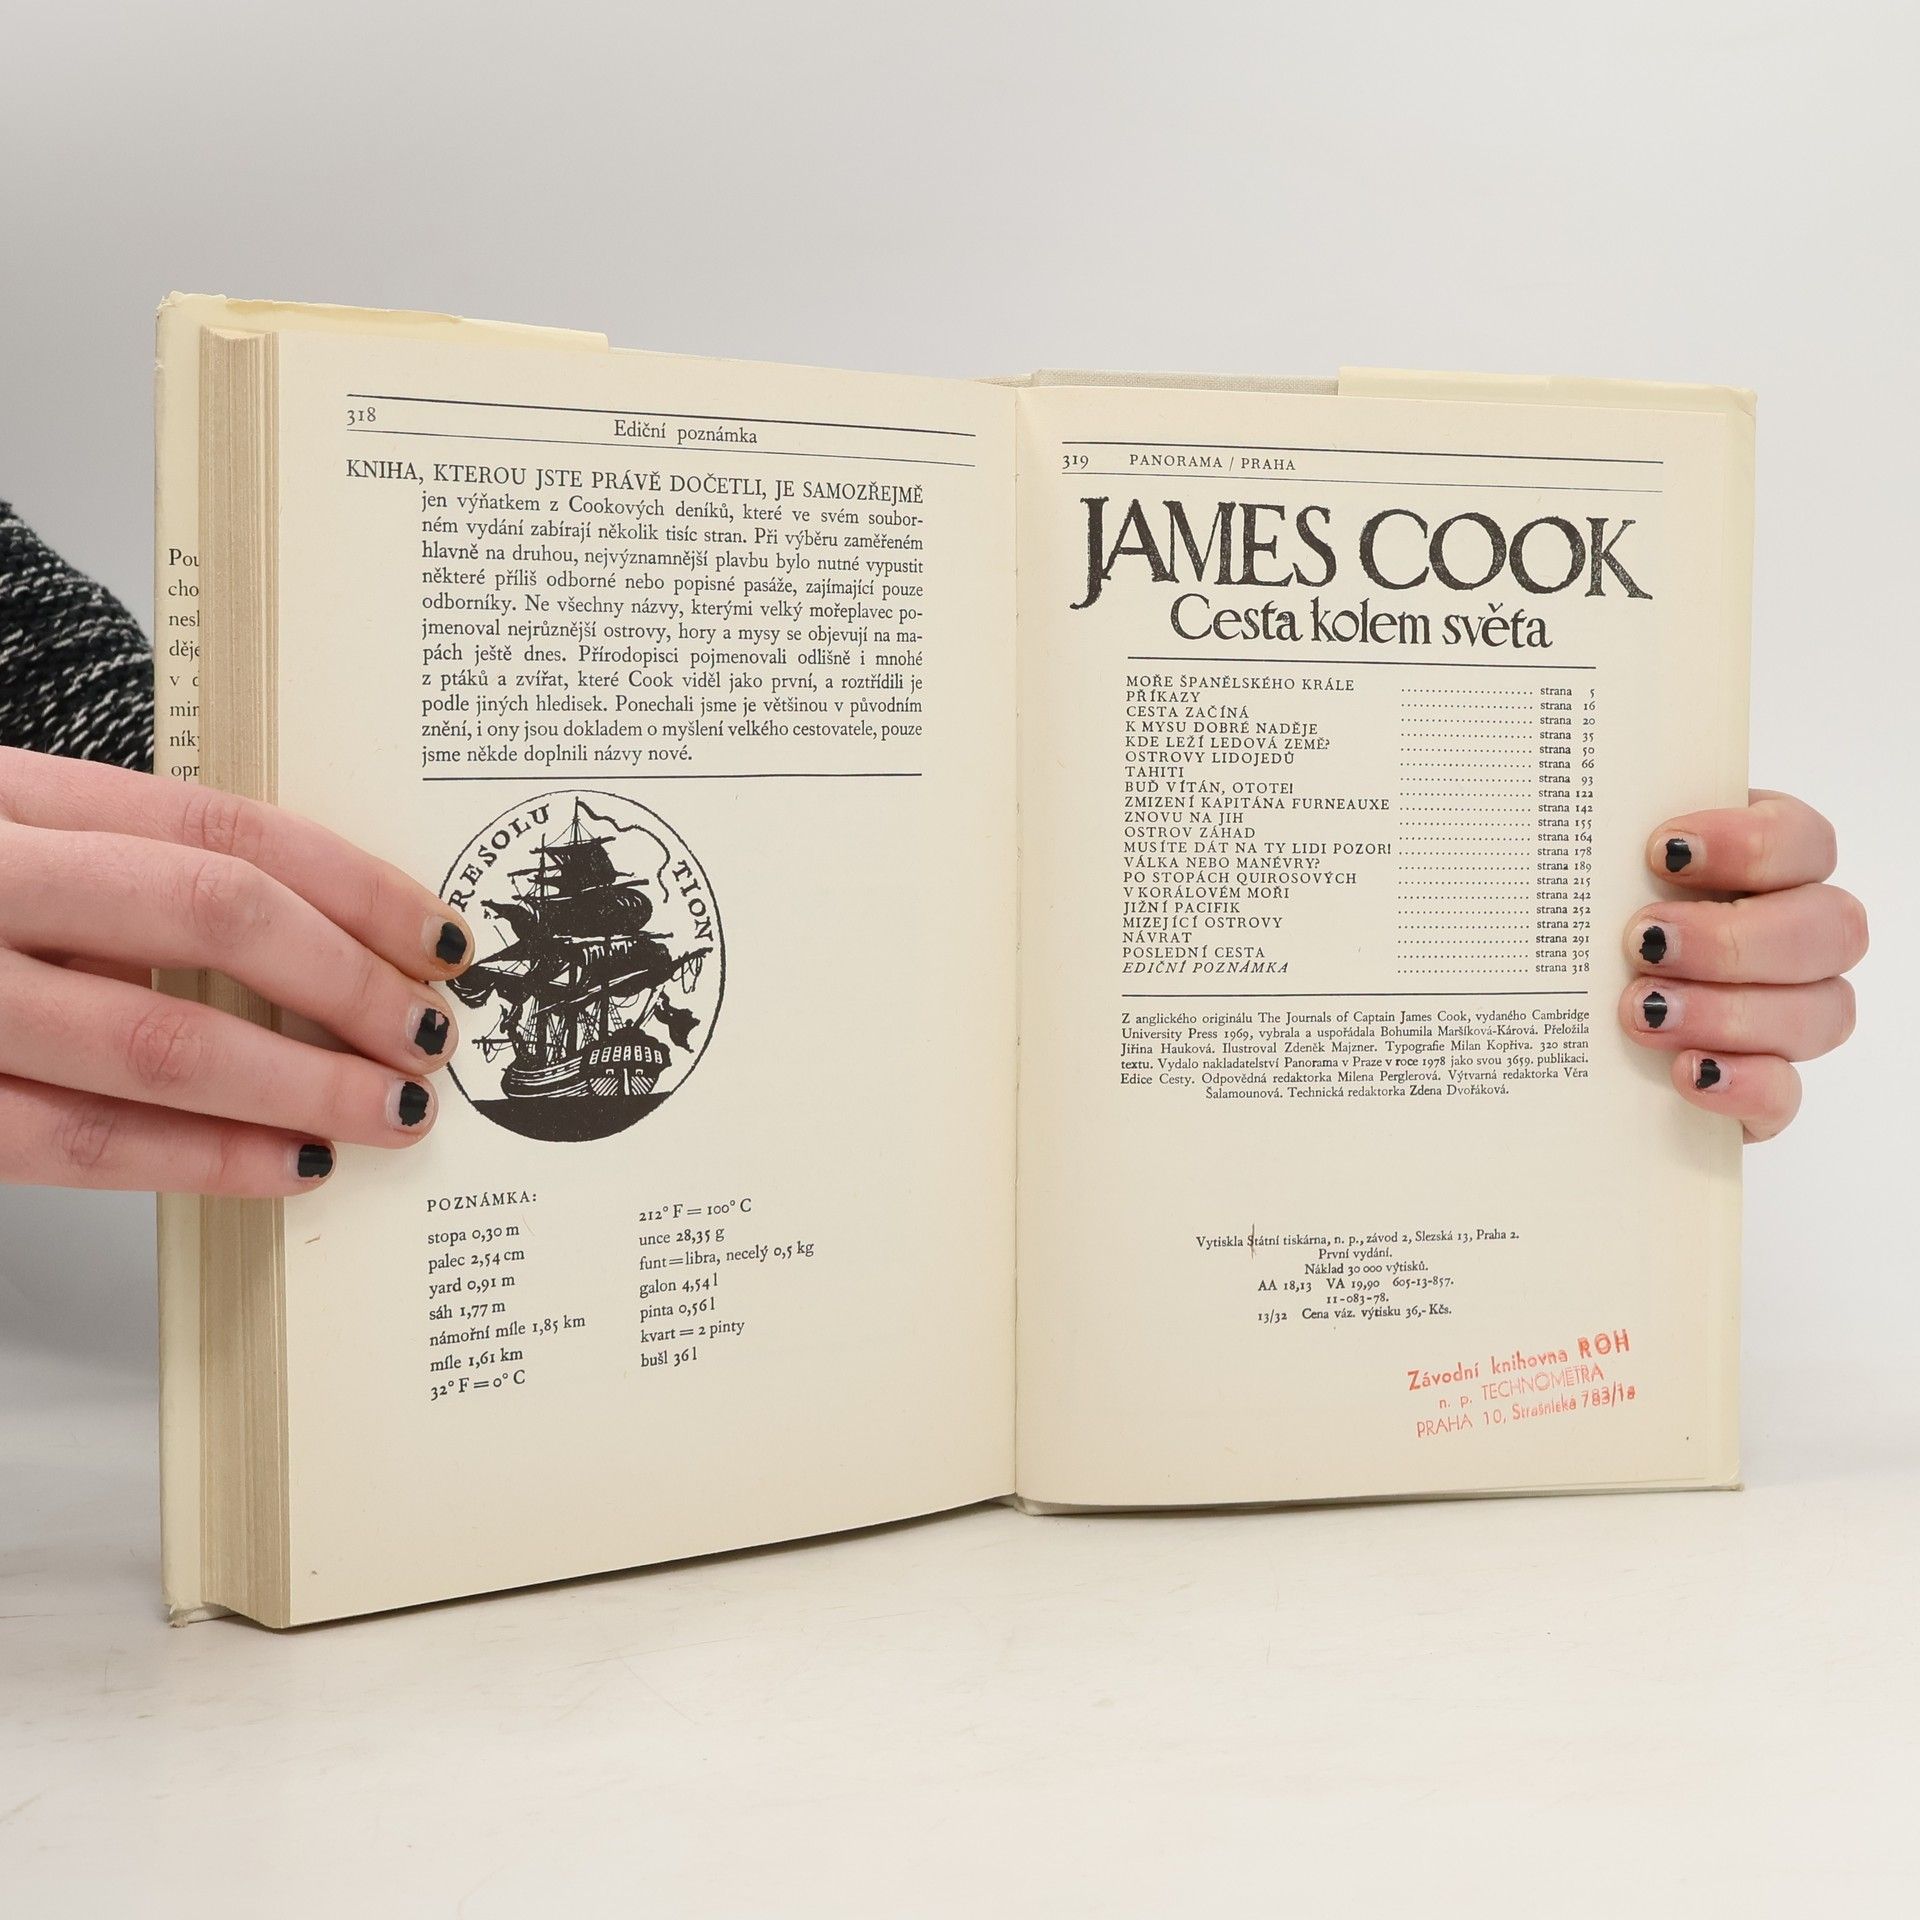 Pou
cho
nesl
děje
v d
min
níky
opr
318
Ediční poznámka
KNIHA, KTEROU JSTE PRÁVĚ DOČETLI, JE SAMOZŘEJMĚ
jen výňatkem z Cookových deníků, které ve svém soubor-
ném vydání zabírají několik tisíc stran. Při výběru zaměřeném
hlavně na druhou, nejvýznamnější plavbu bylo nutné vypustit
některé příliš odborné nebo popisné pasáže, zajímající pouze
odborníky. Ne všechny názvy, kterými velký mořeplavec po-
jmenoval nejrůznější ostrovy, hory a mysy se objevují na ma-
pách ještě dnes. Přírodopisci pojmenovali odlišně i mnohé
z ptáků a zvířat, které Cook viděl jako první, a roztřídili je
podle jiných hledisek. Ponechali jsme je většinou v původním
znění, i ony jsou dokladem o myšlení velkého cestovatele, pouze
jsme někde doplnili názvy nové.
RESOLU TION
POZNÁMKA:
stopa 0,30 m
palec 2,54 cm
yard 0,91 m
sáh 1,77 m
námořní míle 1,85 km
míle 1,61 km
32° F = 0° C
212° F = 100° C
unce 28,35 g
funt = libra, necelý 0,5 kg
galon 4,54 l
pinta 0,56 l
kvart = 2 pinty
bušl 36 l
319 PANORAMA / PRAHA
JAMES COOK
Cesta kolem světa
MOŘE ŠPANĚLSKÉHO KRÁLE strana 5
PŘÍKAZY strana 16
CESTA ZAČÍNÁ strana 20
K MYSU DOBRÉ NADĚJE strana 35
KDE LEŽÍ LEDOVÁ ZEMĚ? strana 50
OSTROVY LIDOJEDŮ strana 66
TAHITI strana 93
BUĎ VÍTÁN, OTOTE! strana 122
ZMIZENÍ KAPITÁNA FURNEAUXE strana 142
ZNOVU NA JIH strana 155
OSTROV ZÁHAD strana 164
MUSÍTE DÁT NA TY LIDI POZOR! strana 178
VÁLKA NEBO MANÉVRY? strana 189
PO STOPÁCH QUIROSOVÝCH strana 215
V KORÁLOVÉM MOŘI strana 242
JIŽNÍ PACIFIK strana 252
MIZEJÍCÍ OSTROVY strana 272
NÁVRAT strana 291
POSLEDNÍ CESTA strana 305
EDIČNÍ POZNÁMKA strana 318
Z anglického originálu The Journals of Captain James Cook, vydaného Cambridge
University Press 1969, vybrala a uspořádala Bohumila Maršíková-Kárová. Přeložila
Jiřina Hauková. Ilustroval Zdeněk Majzner. Typografie Milan Kopřiva. 320 stran
textu. Vydalo nakladatelství Panorama v Praze v roce 1978 jako svou 3659. publikaci.
Edice Cesty. Odpovědná redaktorka Milena Perglerová. Výtvarná redaktorka Věra
Šalamounová. Technická redaktorka Zdena Dvořáková.
Vytiskla Státní tiskárna, n. p., závod 2, Slezská 13, Praha 2.
První vydání.
Náklad 30 000 výtisků.
AA 18,13 VA 19,90 605-13-857.
11-083-78.
13/32 Cena váz. výtisku 36,- Kčs.
Závodní knihovna ROH
n. p. TECHNOMETRA
PRAHA 10, Strašnická 783/1a